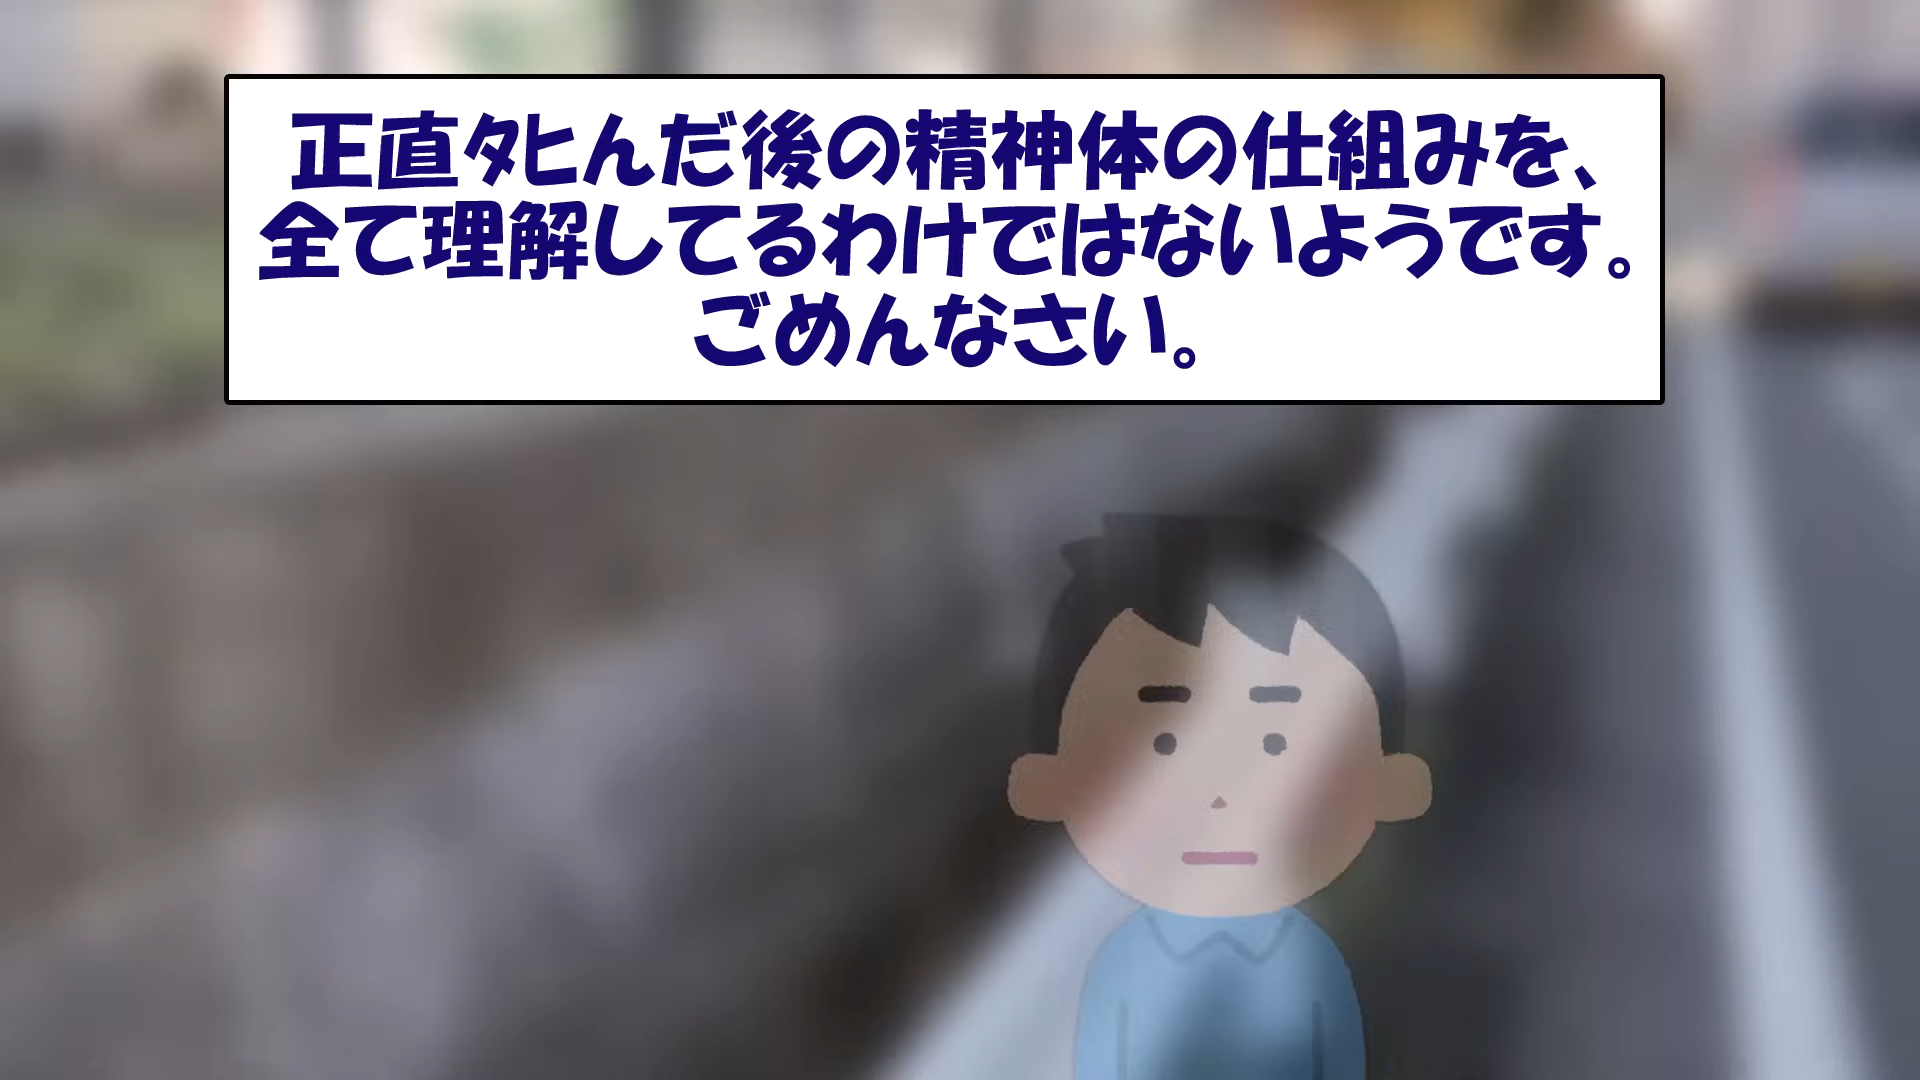 正直タヒんだ後の精神体の仕組みを、
全て理解してるわけではないようです。
ごめんなさい。